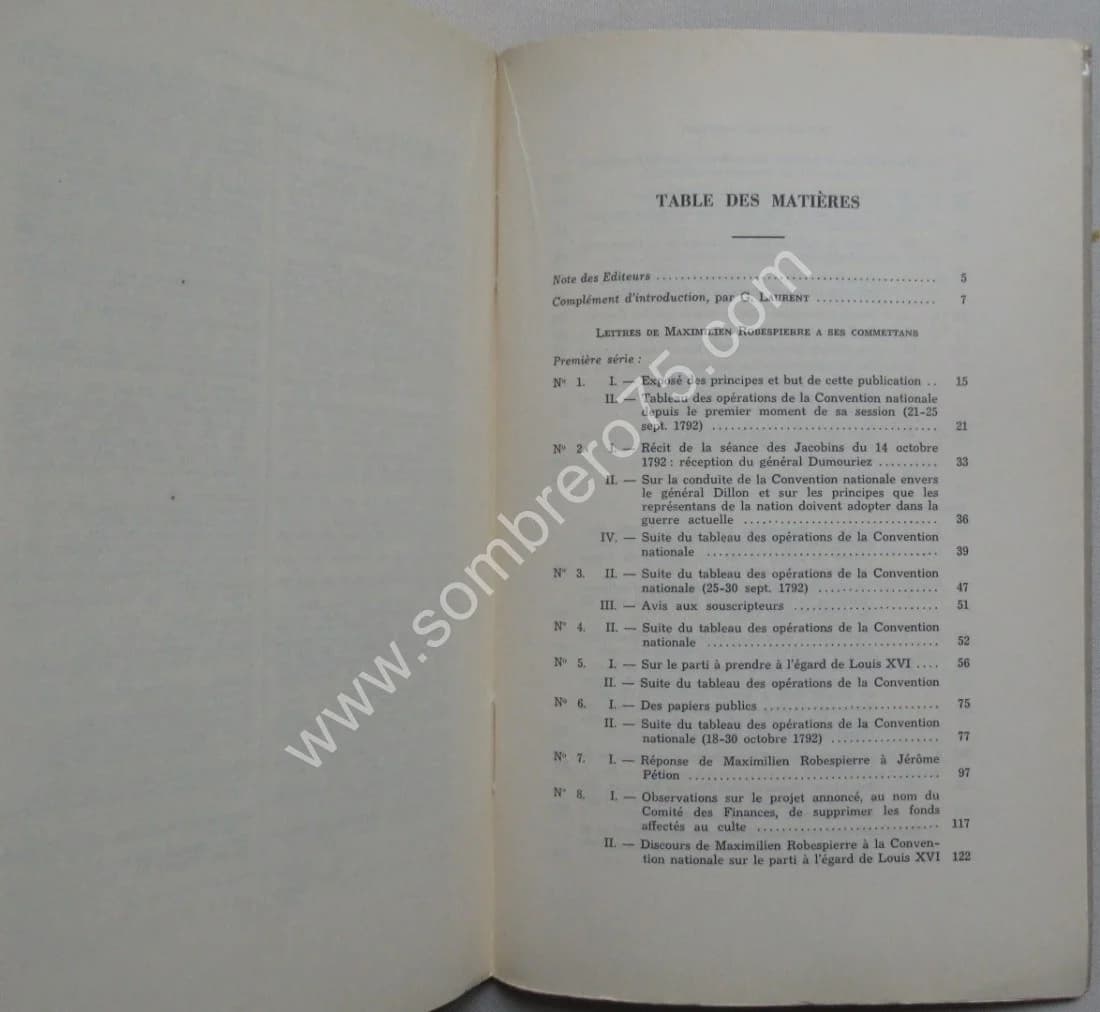 TABLE DES MATIÈRES
Note des Editeurs ........................................ 5
Complément d'introduction, par G. LAURENT .................... 7
LETTRES DE MAXIMILIEN ROBESPIERRE A SES COMMETTANS
Première série :
N° 1. I. — Exposé des principes et but de cette publication .. 15
II. — Tableau des opérations de la Convention nationale
depuis le premier moment de sa session (21-25
sept. 1792) .................................... 21
N° 2 I. — Récit de la séance des Jacobins du 14 octobre
1792 : réception du général Dumouriez .......... 33
II. — Sur la conduite de la Convention nationale envers
le général Dillon et sur les principes que les
représentans de la nation doivent adopter dans la
guerre actuelle ............................... 36
IV. — Suite du tableau des opérations de la Convention
nationale ..................................... 39
N° 3. II. — Suite du tableau des opérations de la Convention
nationale (25-30 sept. 1792) ................... 47
III. — Avis aux souscripteurs ........................ 51
N° 4. II. — Suite du tableau des opérations de la Convention
nationale ..................................... 52
N° 5. I. — Sur le parti à prendre à l'égard de Louis XVI .... 56
II. — Suite du tableau des opérations de la Convention
N° 6. I. — Des papiers publics ............................ 75
II. — Suite du tableau des opérations de la Convention
nationale (18-30 octobre 1792) ................. 77
N° 7. I. — Réponse de Maximilien Robespierre à Jérôme
Pétion ........................................ 97
N° 8. I. — Observations sur le projet annoncé, au nom du
Comité des Finances, de supprimer les fonds
affectés au culte .............................. 117
II. — Discours de Maximilien Robespierre à la Conven-
tion nationale sur le parti à l'égard de Louis XVI 122
www.sombrero75.com